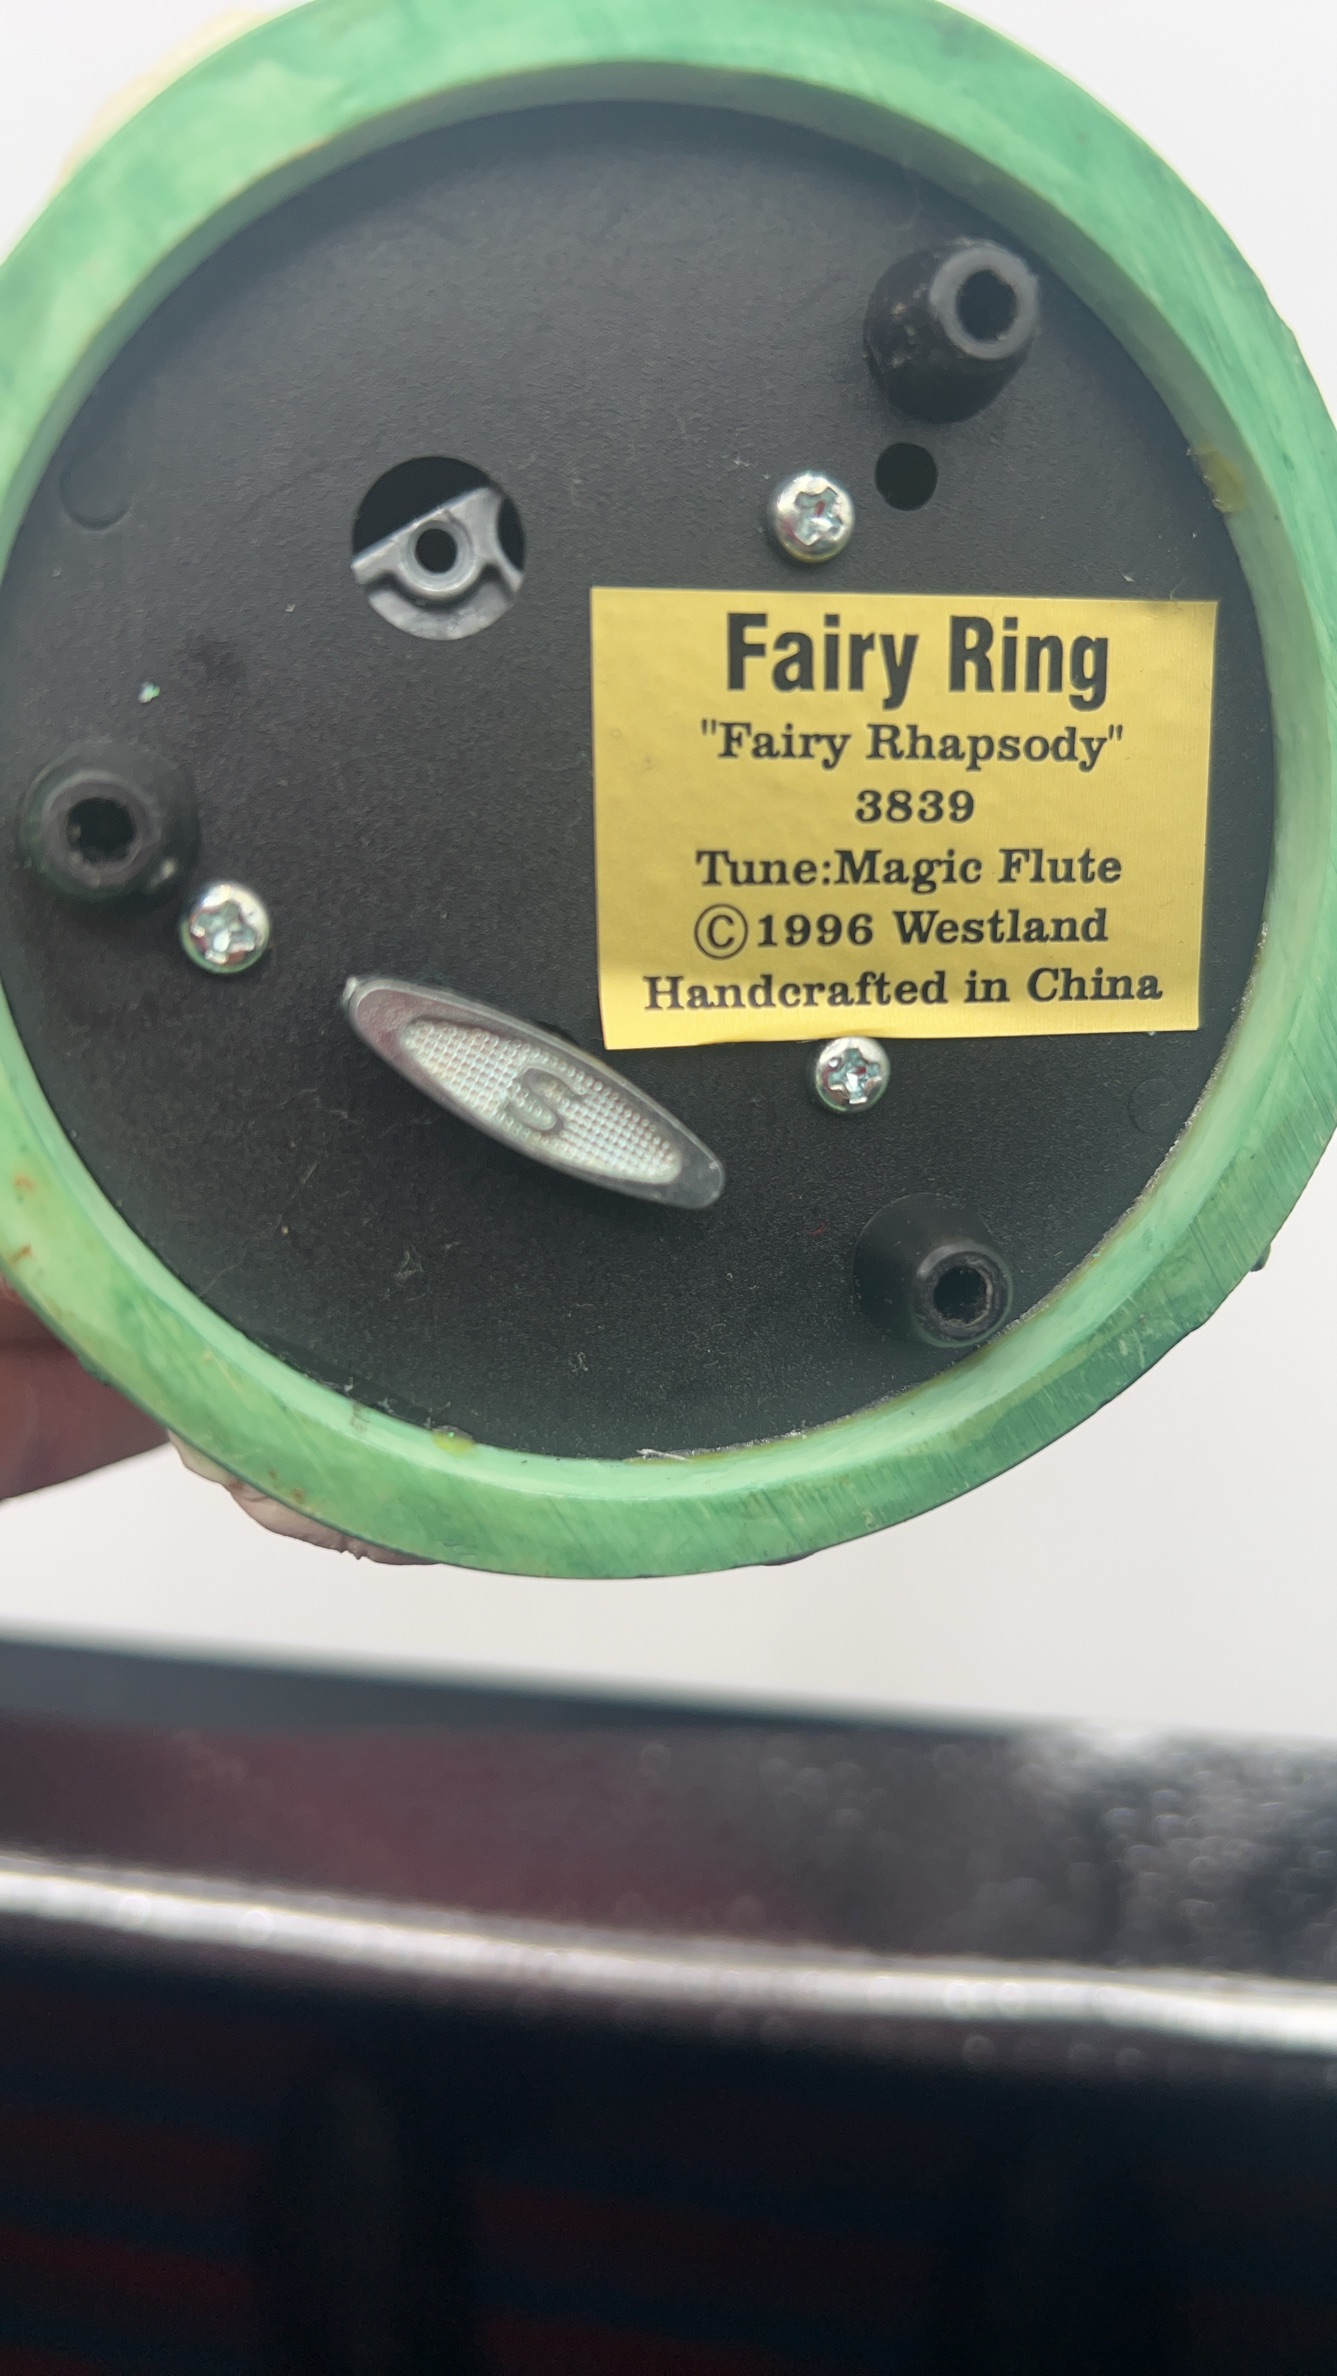 Fairy Ring
"Fairy Rhapsody"
3839
Tune:Magic Flute
©1996 Westland
Handcrafted in China
S